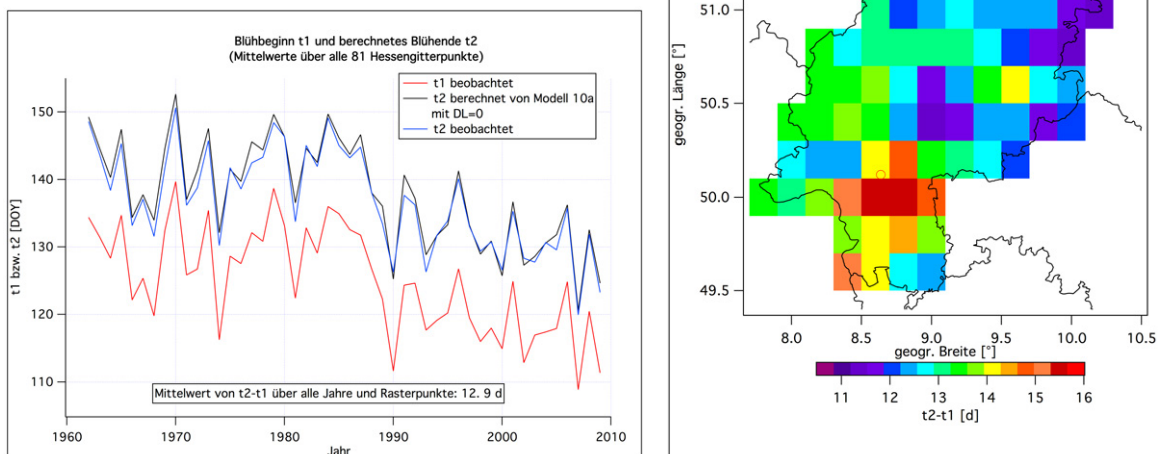 Blühbeginn t1 und berechnetes Blühende t2
(Mittelwerte über alle 81 Hessengitterpunkte)
t1 beobachtet
t2 berechnet von Modell 10a
mit DL=0
t2 beobachtet
t1 bzw. t2 [DOY]
150
140
130
120
110
Mittelwert von t2-t1 über alle Jahre und Rasterpunkte: 12. 9 d
1960
1970
1980
1990
2000
2010
Jahr
geogr. Länge [°]
51.0
50.5
50.0
49.5
8.0
8.5
9.0
9.5
10.0
10.5
geogr. Breite [°]
11
12
13
14
15
16
t2-t1 [d]